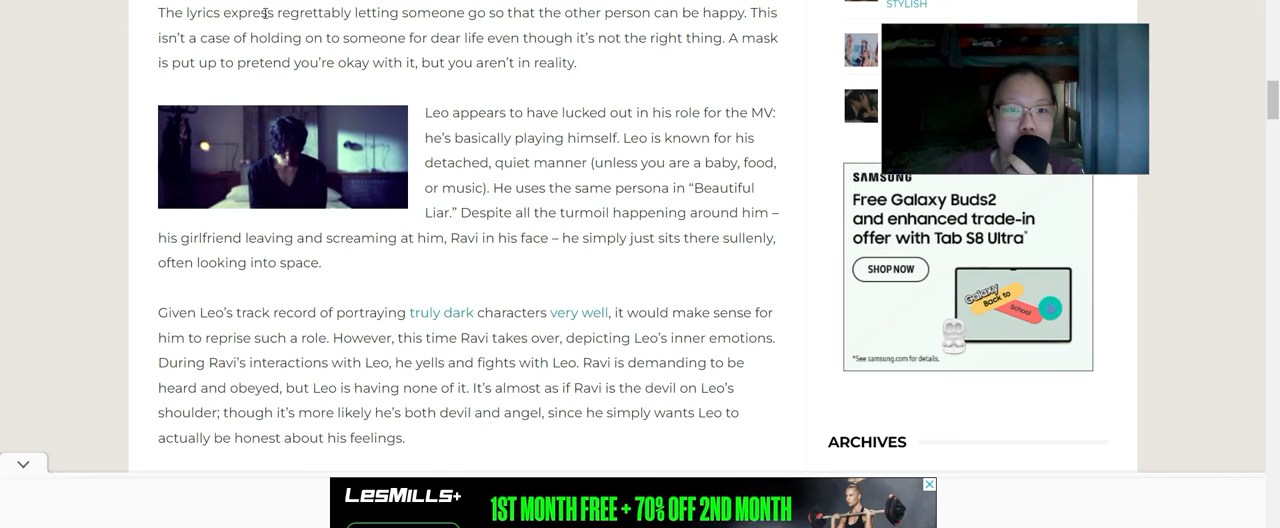 The lyrics express regrettably letting someone go so that the other person can be happy. This
isn't a case of holding on to someone for dear life even though it's not the right thing. A mask
is put up to pretend you're okay with it, but you aren't in reality.
Leo appears to have lucked out in his role for the MV:
he's basically playing himself. Leo is known for his
detached, quiet manner (unless you are a baby, food,
or music). He uses the same persona in “Beautiful
Liar.” Despite all the turmoil happening around him –
his girlfriend leaving and screaming at him, Ravi in his face – he simply just sits there sullenly,
often looking into space.
Given Leo's track record of portraying truly dark characters very well, it would make sense for
him to reprise such a role. However, this time Ravi takes over, depicting Leo's inner emotions.
During Ravi's interactions with Leo, he yells and fights with Leo. Ravi is demanding to be
heard and obeyed, but Leo is having none of it. It's almost as if Ravi is the devil on Leo's
shoulder; though it's more likely he's both devil and angel, since he simply wants Leo to
actually be honest about his feelings.
STYLISH
SAMSUNG
Free Galaxy Buds2
and enhanced trade-in
offer with Tab S8 Ultra*
SHOP NOW
Galaxy
Back to
School
*See samsung.com for details.
ARCHIVES
LESMILLS+
1ST MONTH FREE + 70% OFF 2ND MONTH